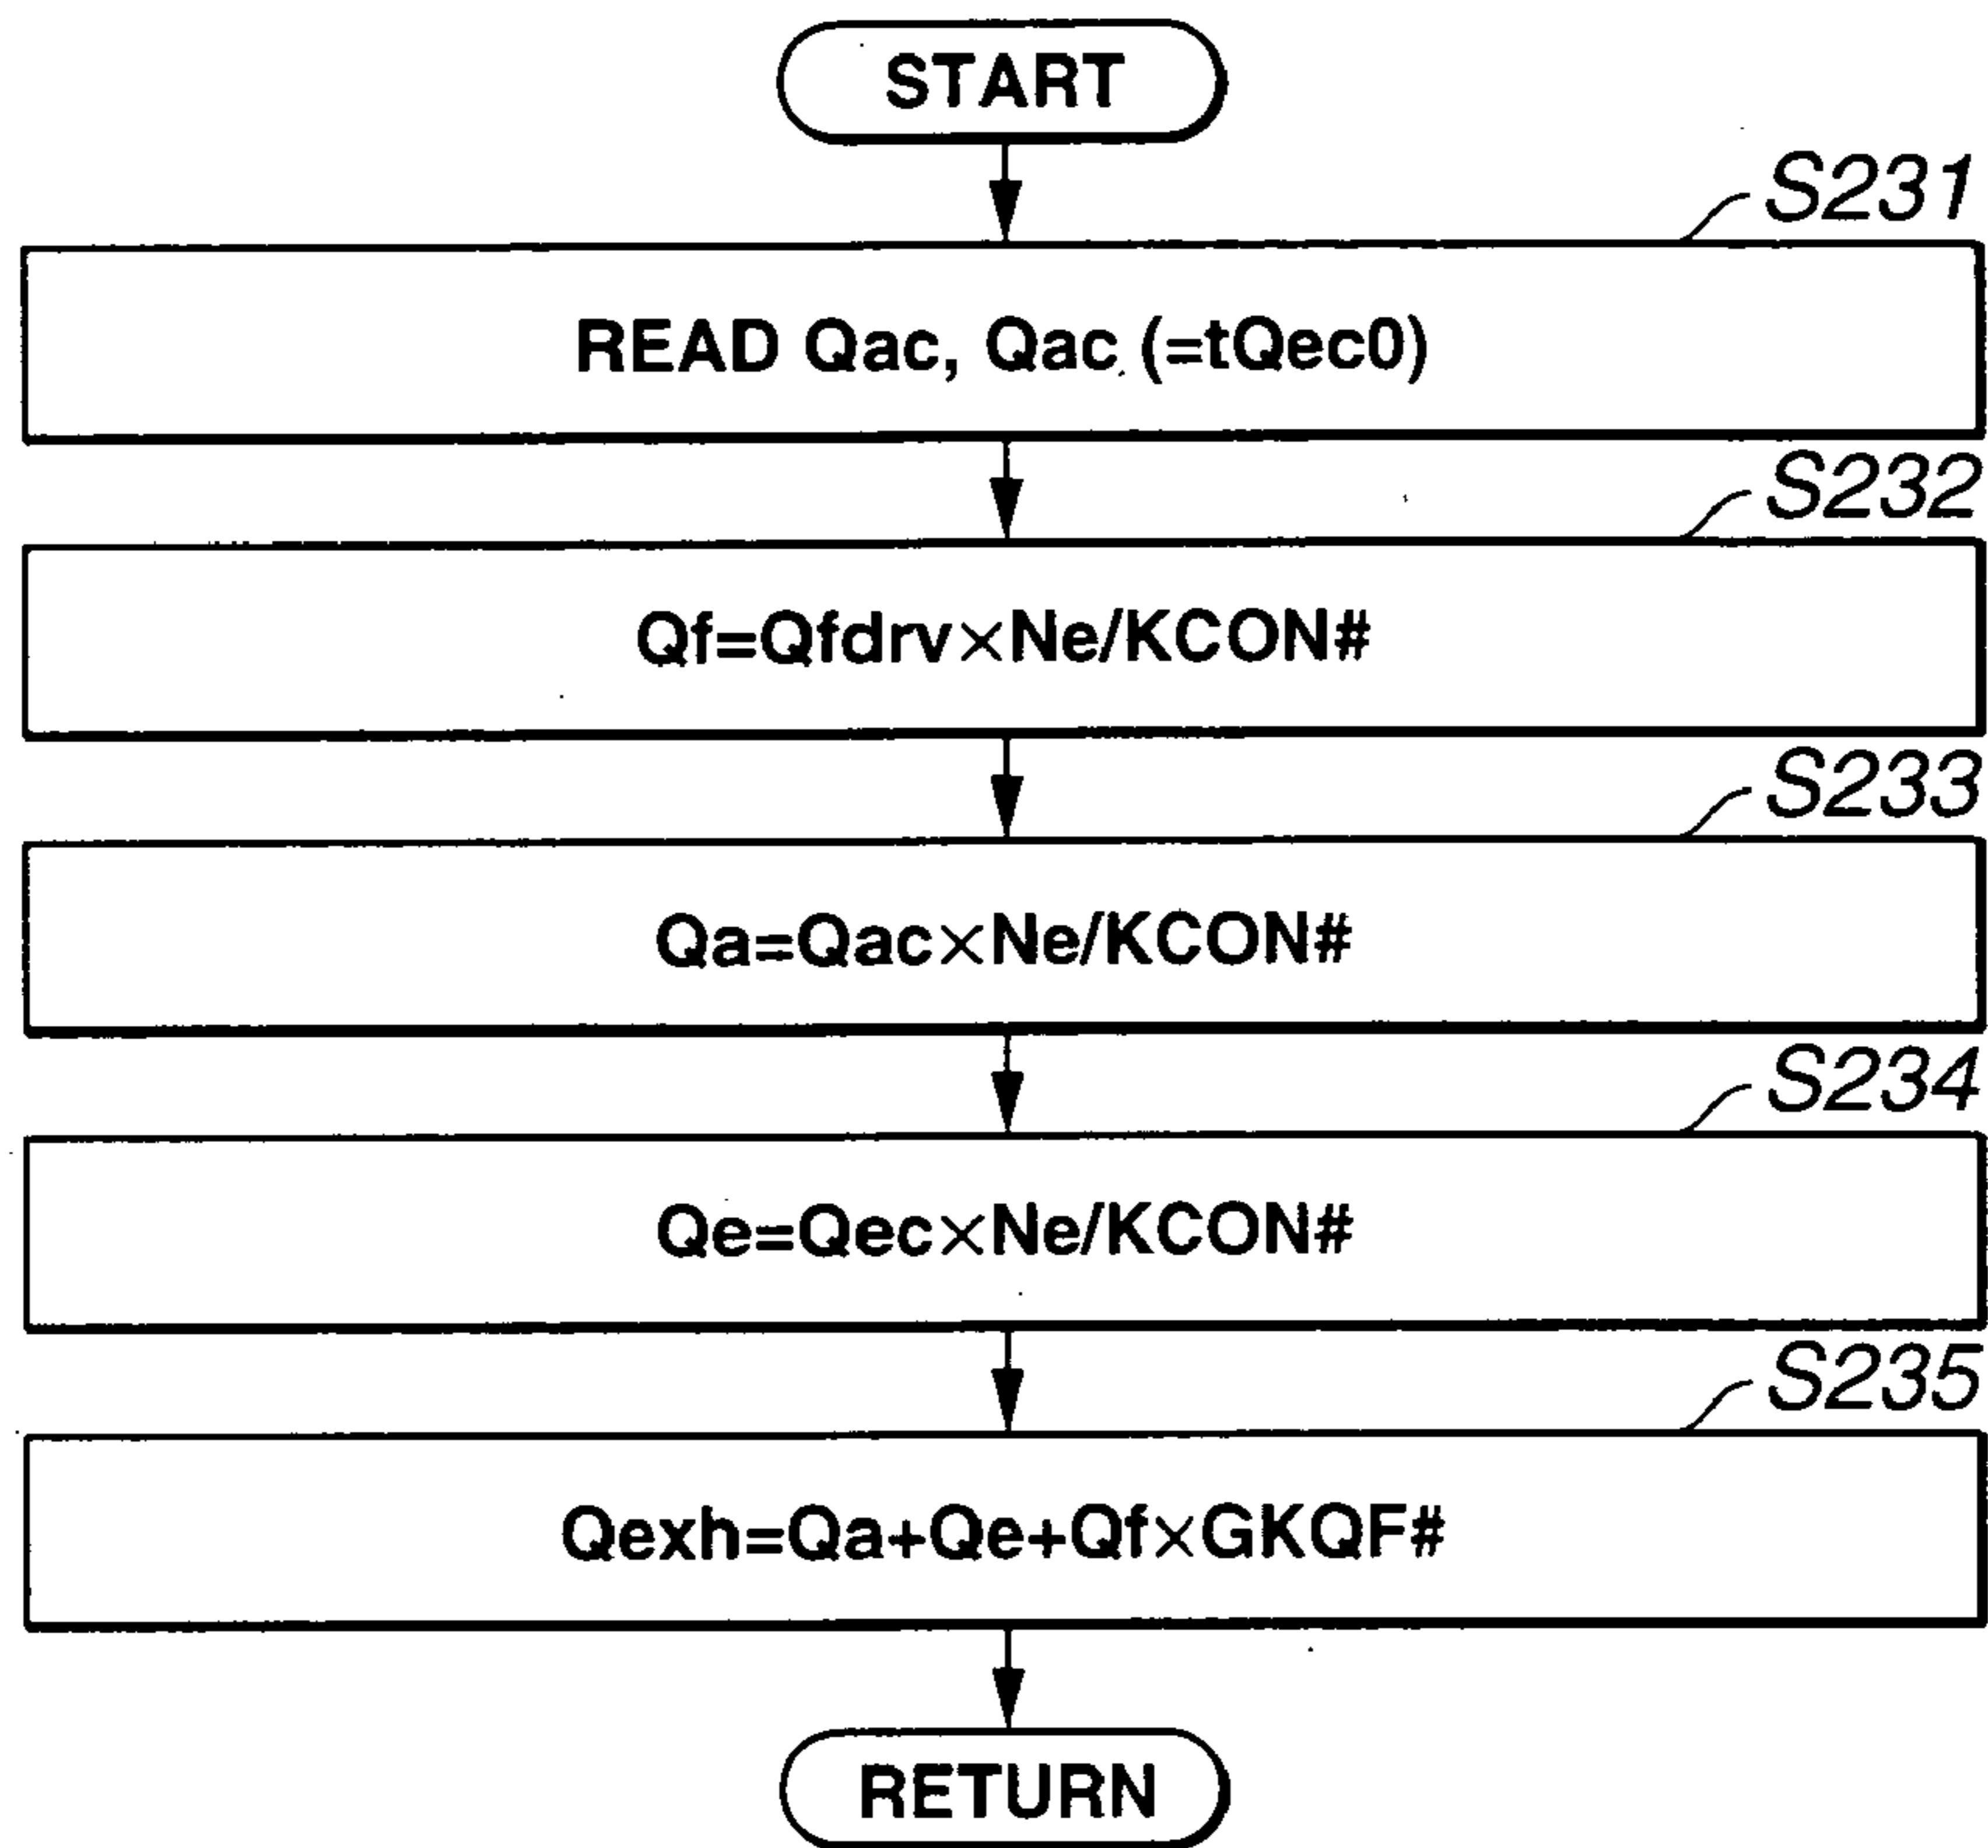 START
S231
READ Qac, Qac (=tQec0)
S232
Qf=Qfdrv×Ne/KCON#
S233
Qa=Qac×Ne/KCON#
S234
Qe=Qec×Ne/KCON#
S235
Qexh=Qa+Qe+Qf×GKQF#
RETURN